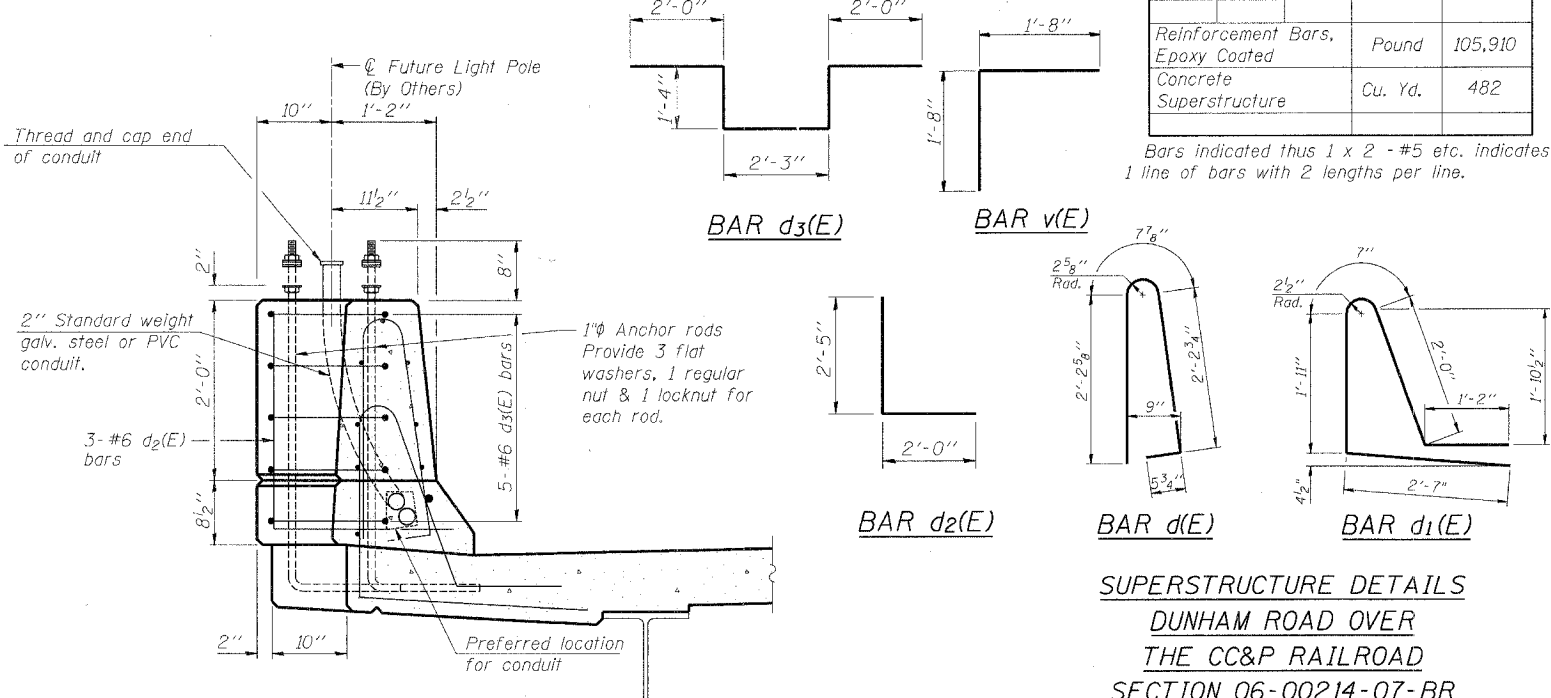 2'-0"
2'-0"
1'-4"
2'-3"
BAR d3(E)
1'-8"
1'-8"
BAR v(E)
Reinforcement Bars, Epoxy Coated Pound 105,910
Concrete Superstructure Cu. Yd. 482
Bars indicated thus 1 x 2 - #5 etc. indicates
1 line of bars with 2 lengths per line.
℄ Future Light Pole
(By Others)
10"
1'-2"
Thread and cap end
of conduit
11½"
2½"
2"
8"
2" Standard weight
galv. steel or PVC
conduit.
2'-0"
1"ϕ Anchor rods
Provide 3 flat
washers, 1 regular
nut & 1 locknut for
each rod.
5-#6 d3(E) bars
3-#6 d2(E)
bars
8½"
2"
10"
Preferred location
for conduit
2'-5"
2'-0"
BAR d2(E)
7⅞"
2⅝"
Rad.
2'-2⅝"
2'-2¾"
9"
5¾"
BAR d(E)
7"
2½"
Rad.
1'-11"
2'-0"
1'-2"
1'-10½"
4½"
2'-7"
BAR d1(E)
SUPERSTRUCTURE DETAILS
DUNHAM ROAD OVER
THE CC&P RAILROAD
SECTION 06-00214-07-BR